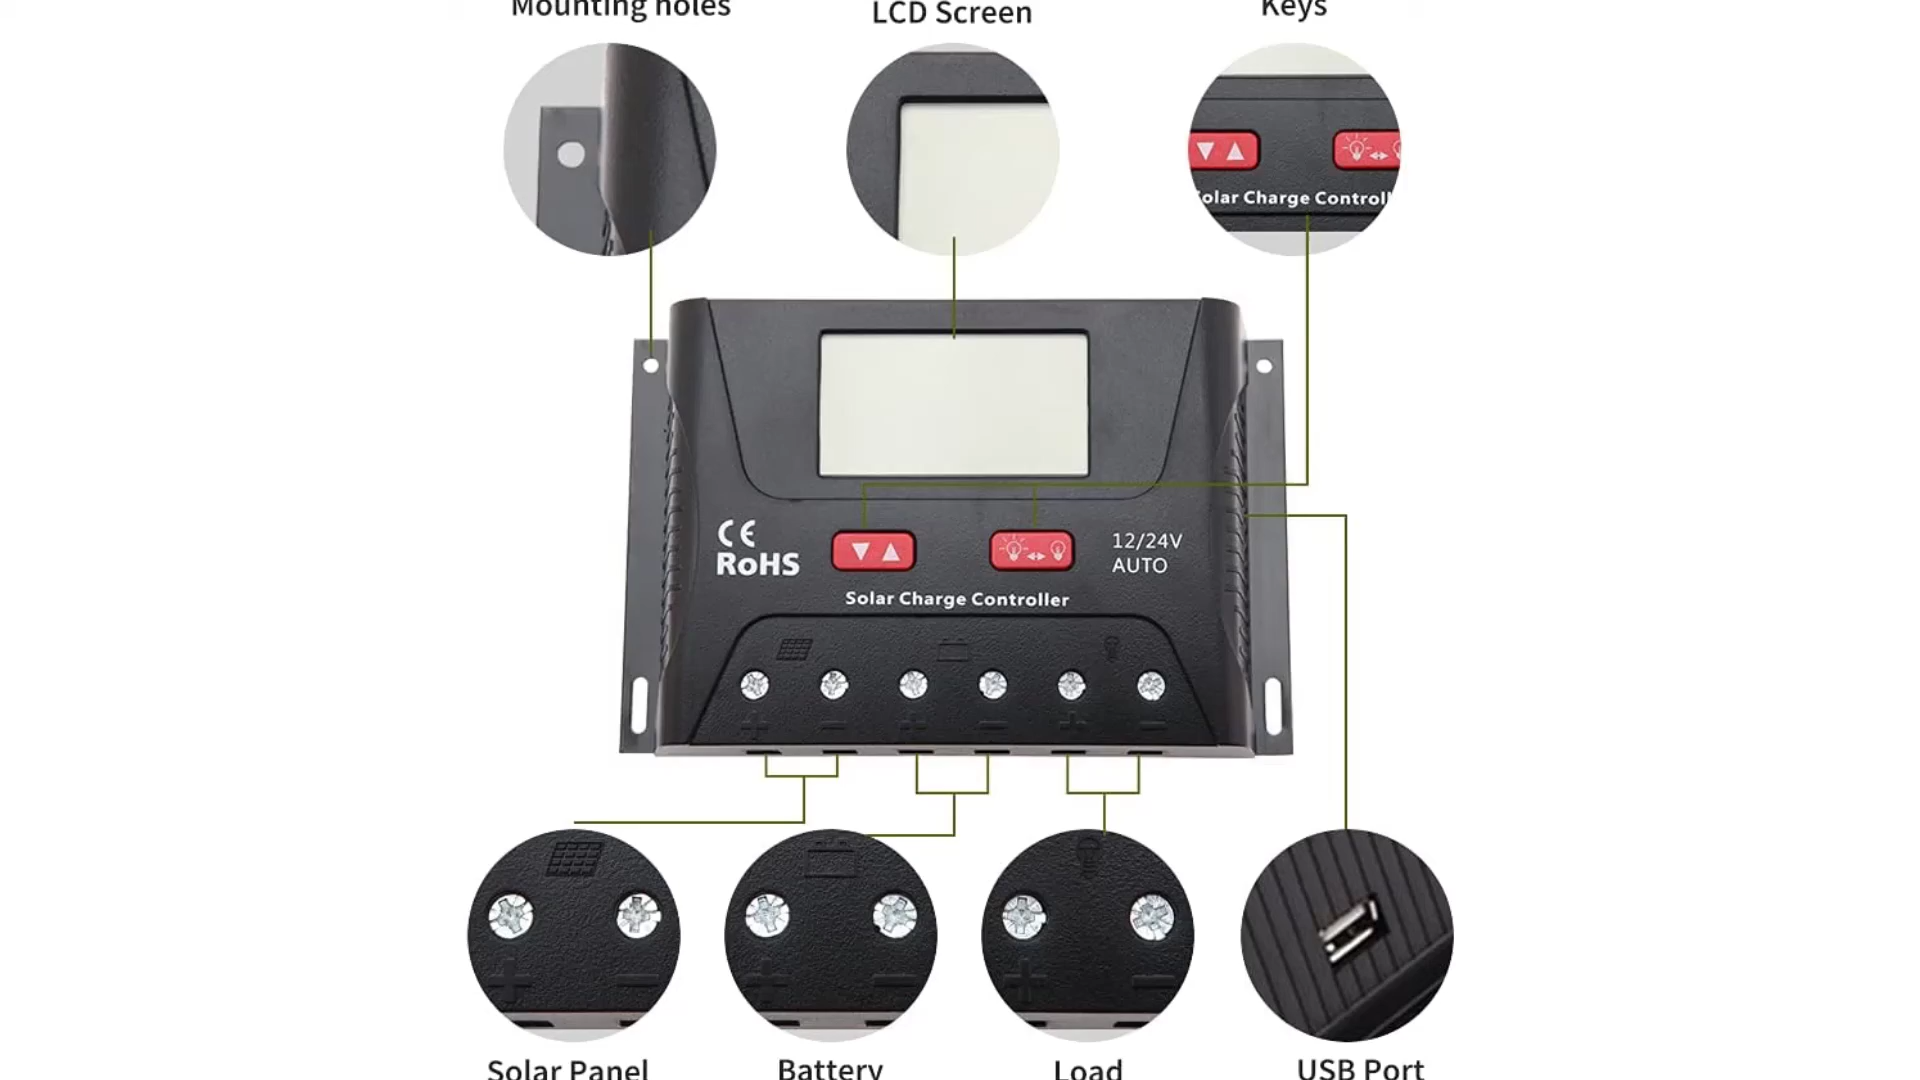 Mounting holes
LCD Screen
Keys
Solar Charge Controll
CE
RoHS
12/24V
AUTO
Solar Charge Controller
Solar Panel
Battery
Load
USB Port